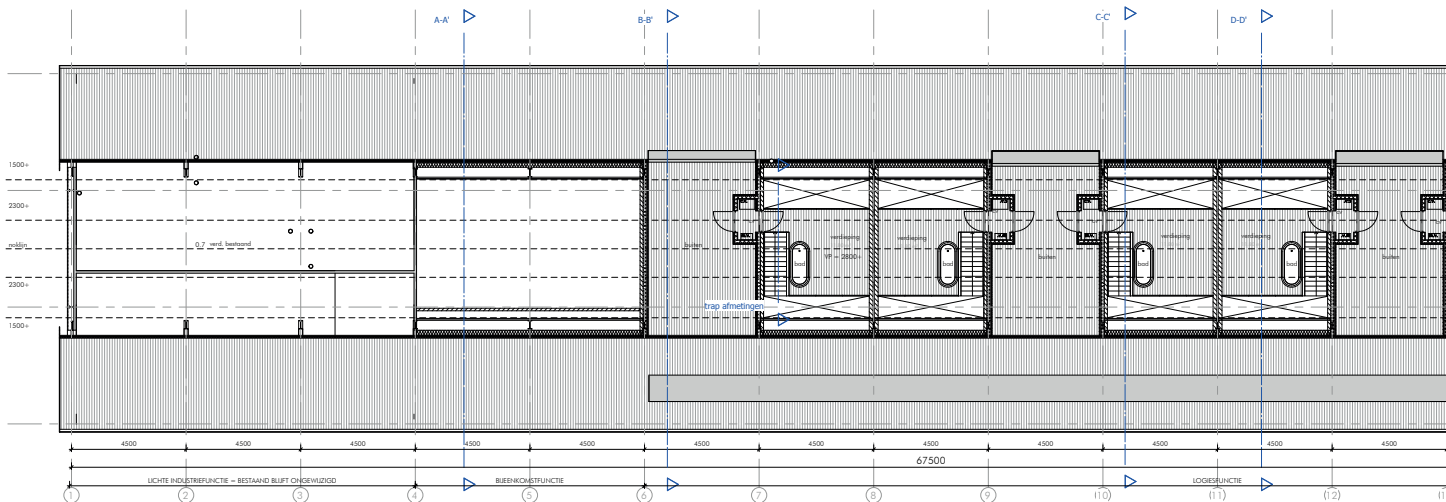 A-A'
B-B'
C-C'
D-D'
1500+
2300+
noklijn
2300+
1500+
0.7 verd. bestaand
buiten
verdieping
verdieping
VP = 2800+
bad
bad
buiten
verdieping
verdieping
bad
bad
buiten
trap afmetingen
4500 4500 4500 4500 4500 4500 4500 4500 4500 4500 4500 4500
67500
LICHTE INDUSTRIEFUNCTIE = BESTAAND BLIJFT ONGEWIJZIGD
BIJEENKOMSTFUNCTIE
LOGIESFUNCTIE
1 2 3 4 5 6 7 8 9 10 11 12